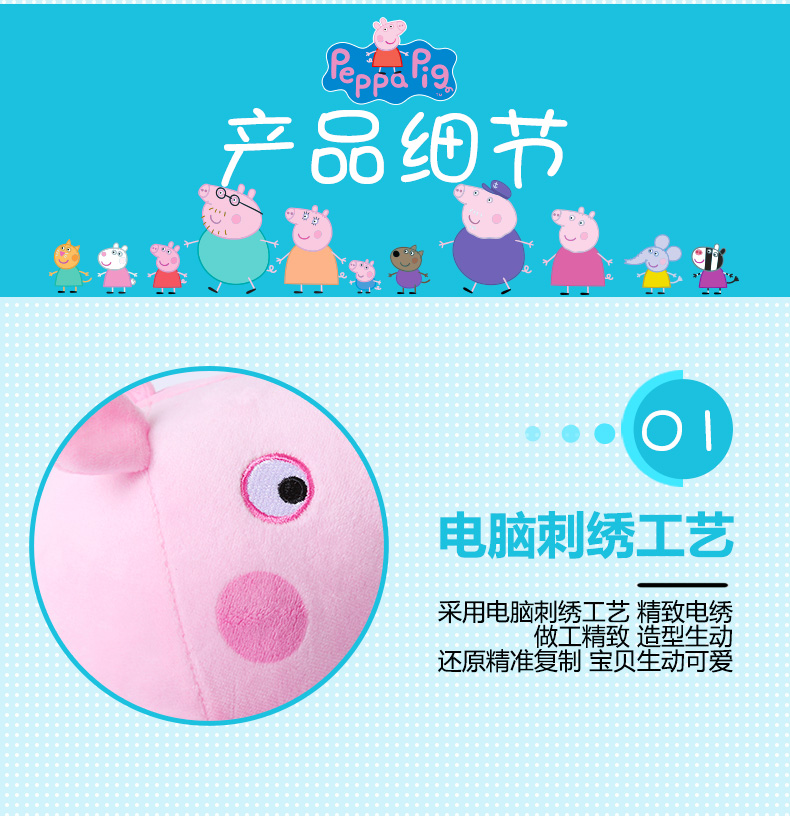 Peppa Pig
产品细节
01
电脑刺绣工艺
采用电脑刺绣工艺 精致电绣
做工精致 造型生动
还原精准复制 宝贝生动可爱